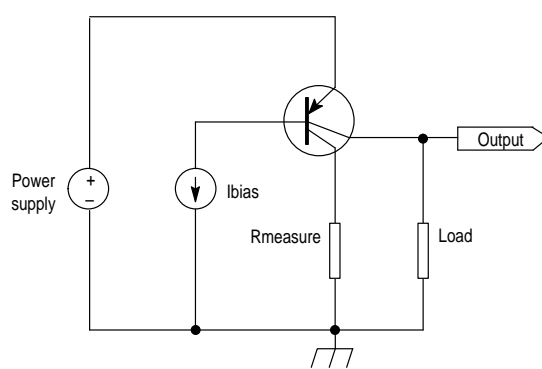 Output
Power
supply
+
−
Ibias
Rmeasure
Load